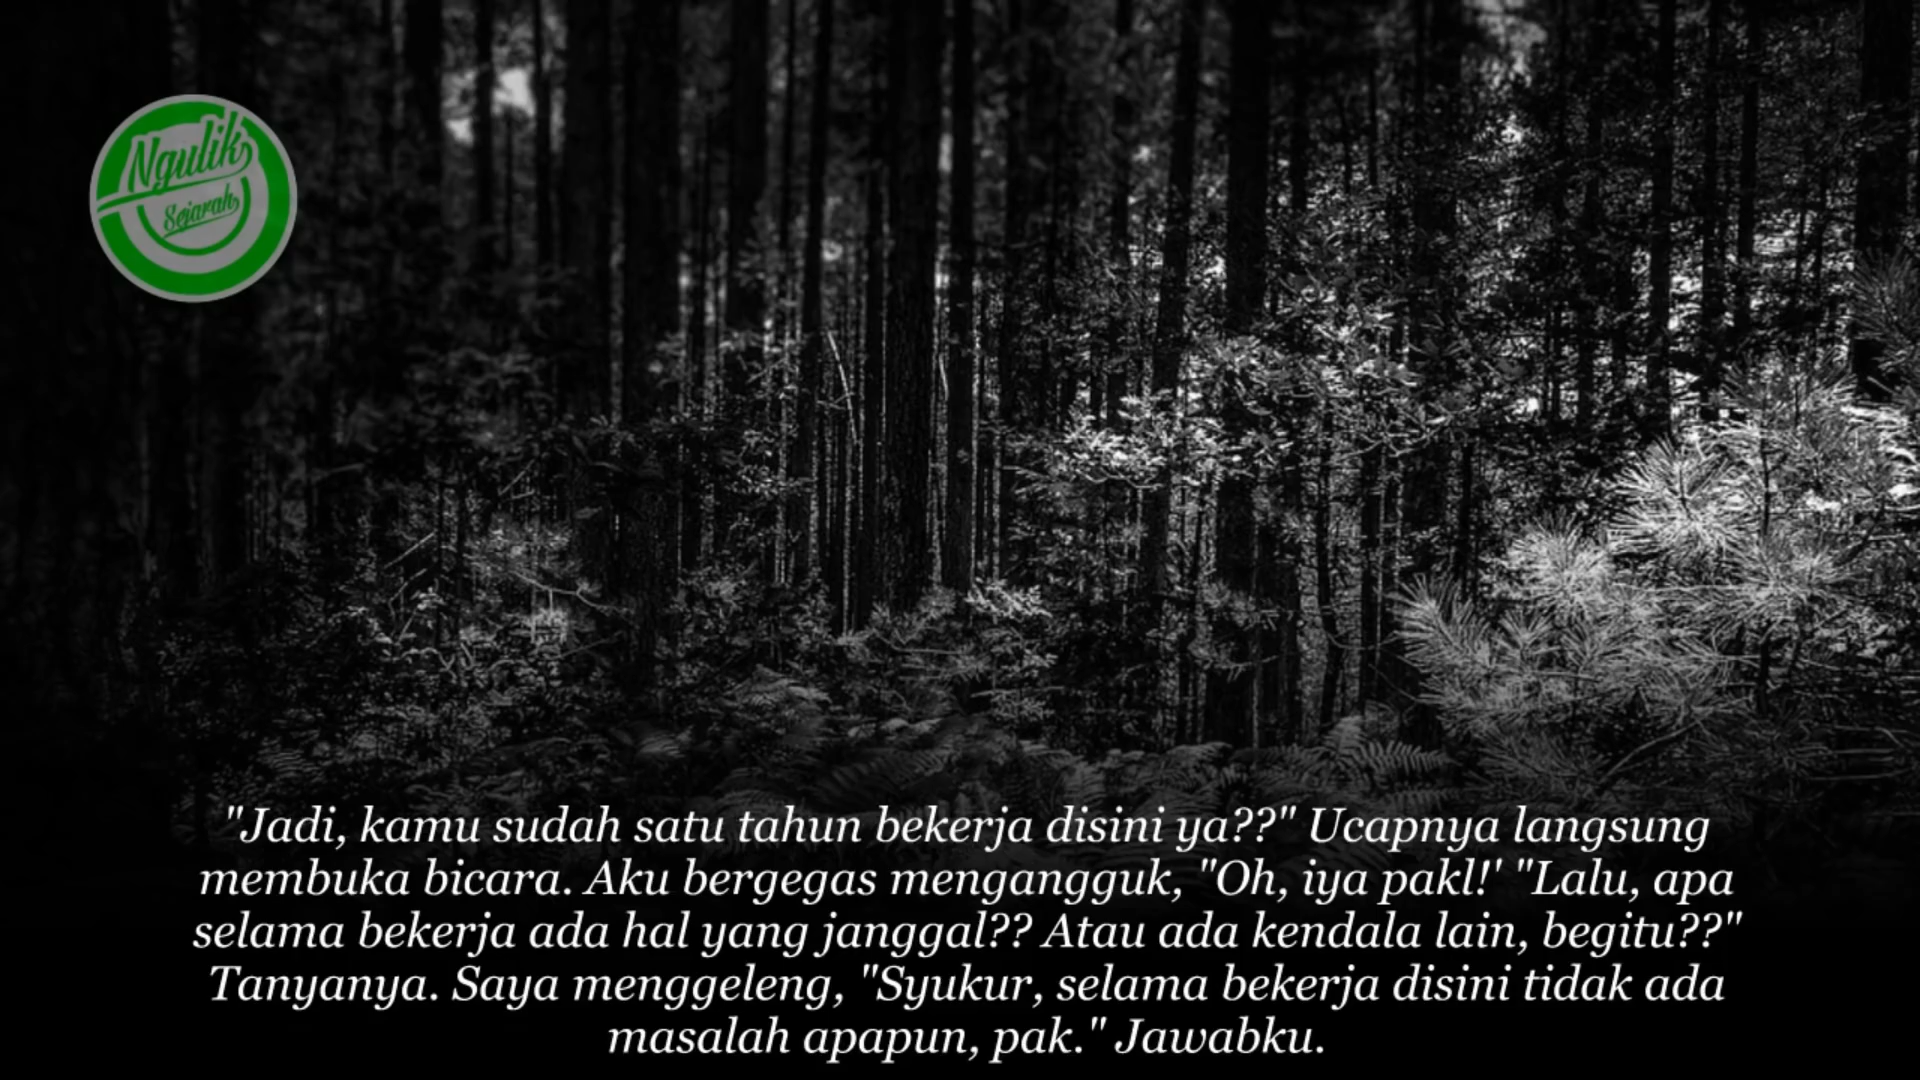 Ngulik
Sejarah
"Jadi, kamu sudah satu tahun bekerja disini ya??" Ucapnya langsung
membuka bicara. Aku bergegas mengangguk, "Oh, iya pakl!' "Lalu, apa
selama bekerja ada hal yang janggal?? Atau ada kendala lain, begitu??"
Tanyanya. Saya menggeleng, "Syukur, selama bekerja disini tidak ada
masalah apapun, pak." Jawabku.